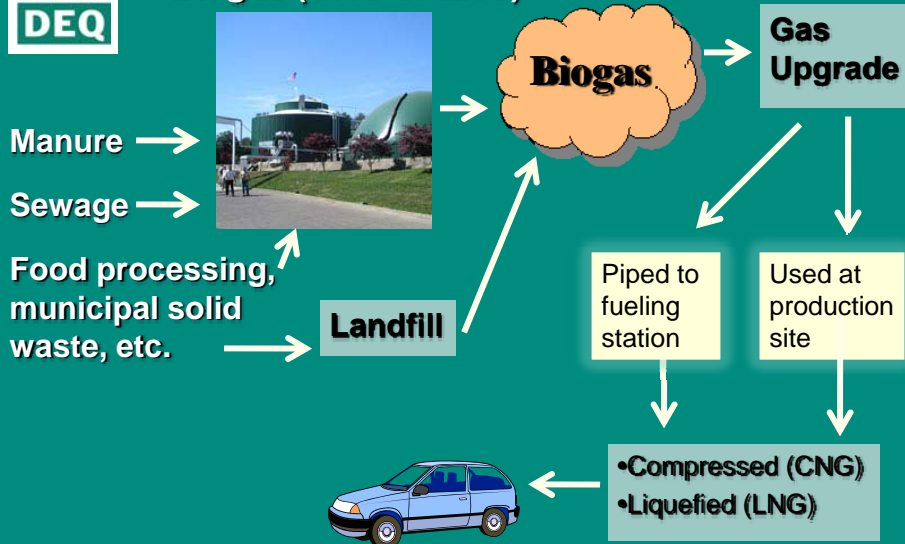 DEQ
Biogas
Gas
Upgrade
Manure
Sewage
Food processing,
municipal solid
waste, etc.
Landfill
Piped to
fueling
station
Used at
production
site
•Compressed (CNG)
•Liquefied (LNG)